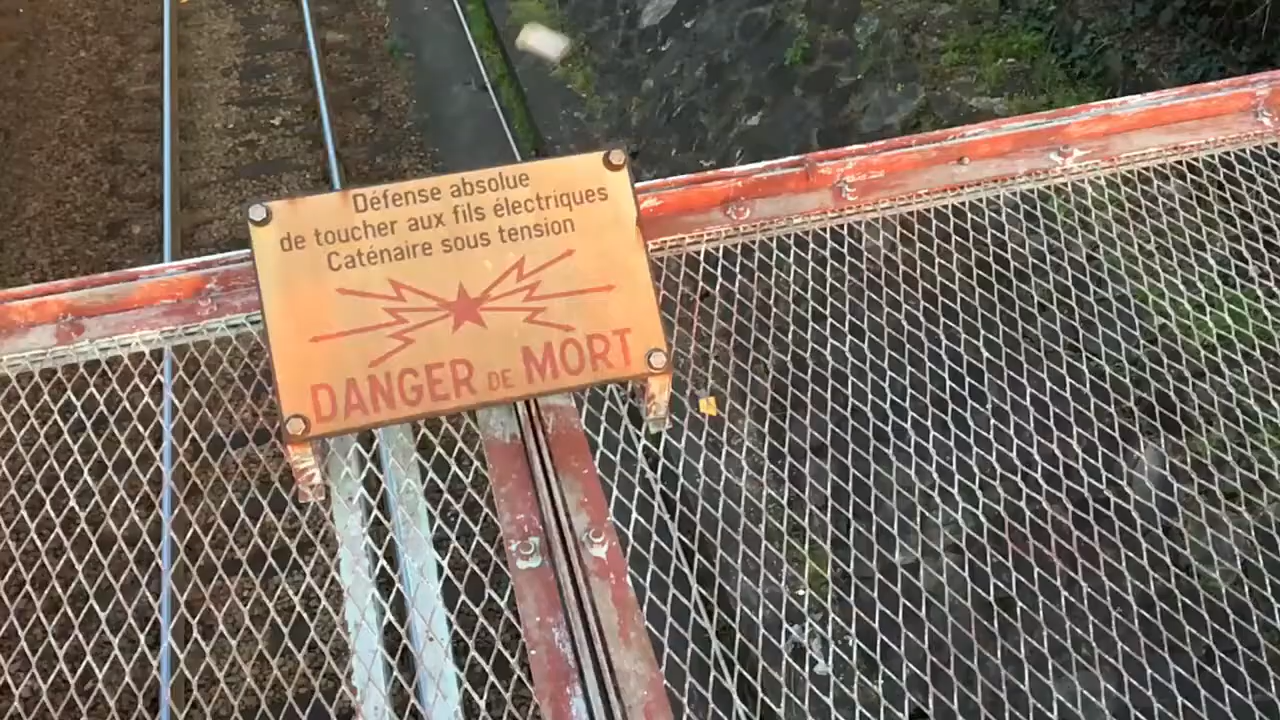 Défense absolue
de toucher aux fils électriques
Caténaire sous tension
DANGER DE MORT